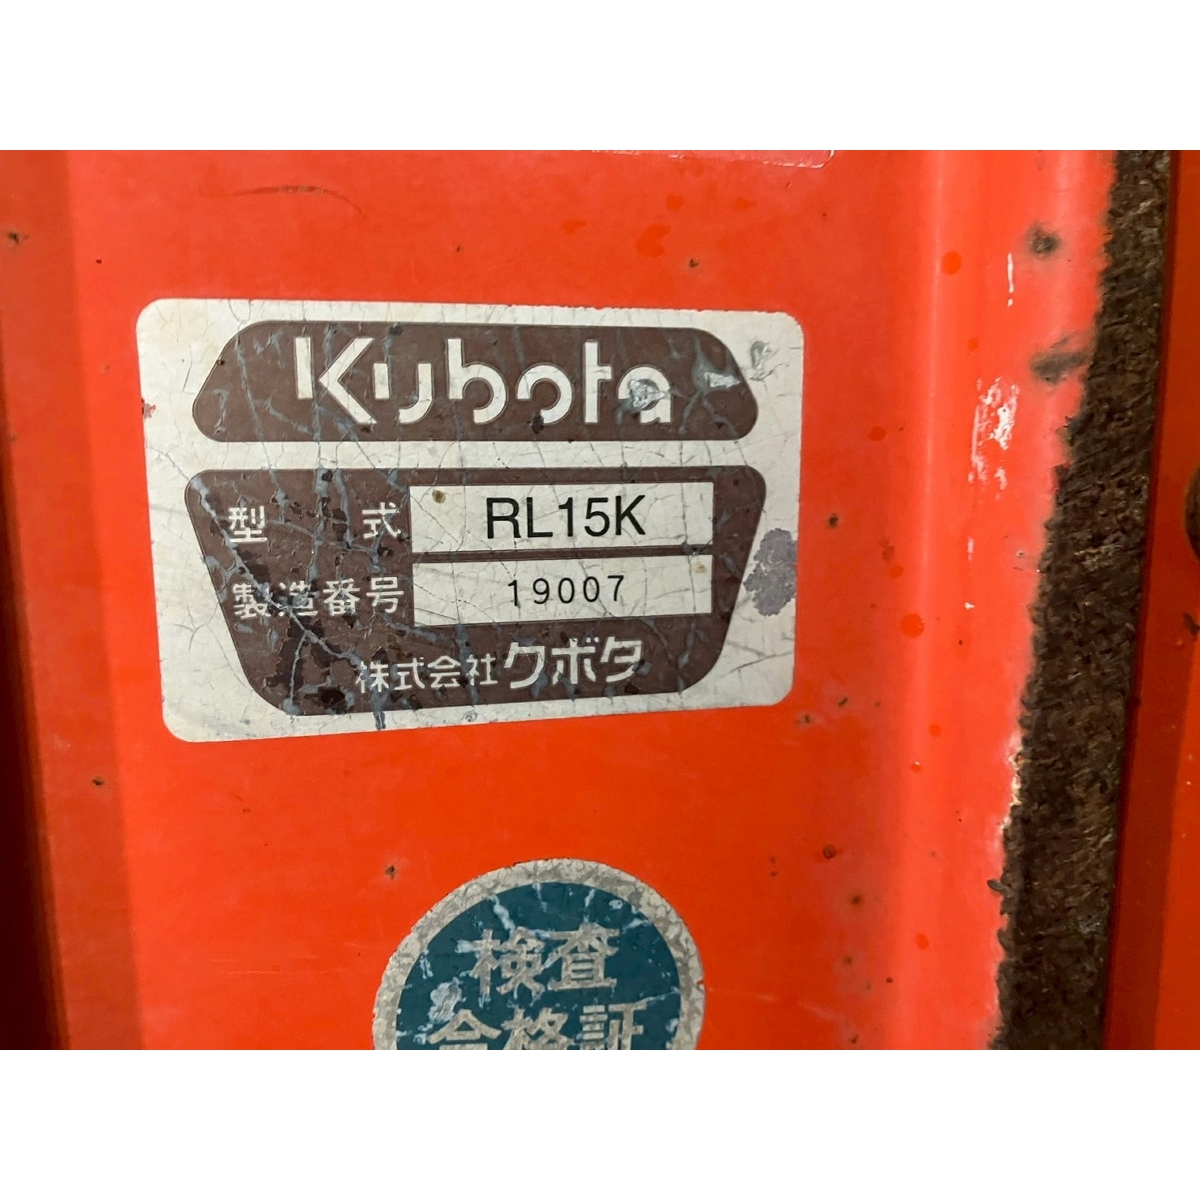 Kubota
型式 RL15K
製造番号 19007
株式会社クボタ
検査
合格証